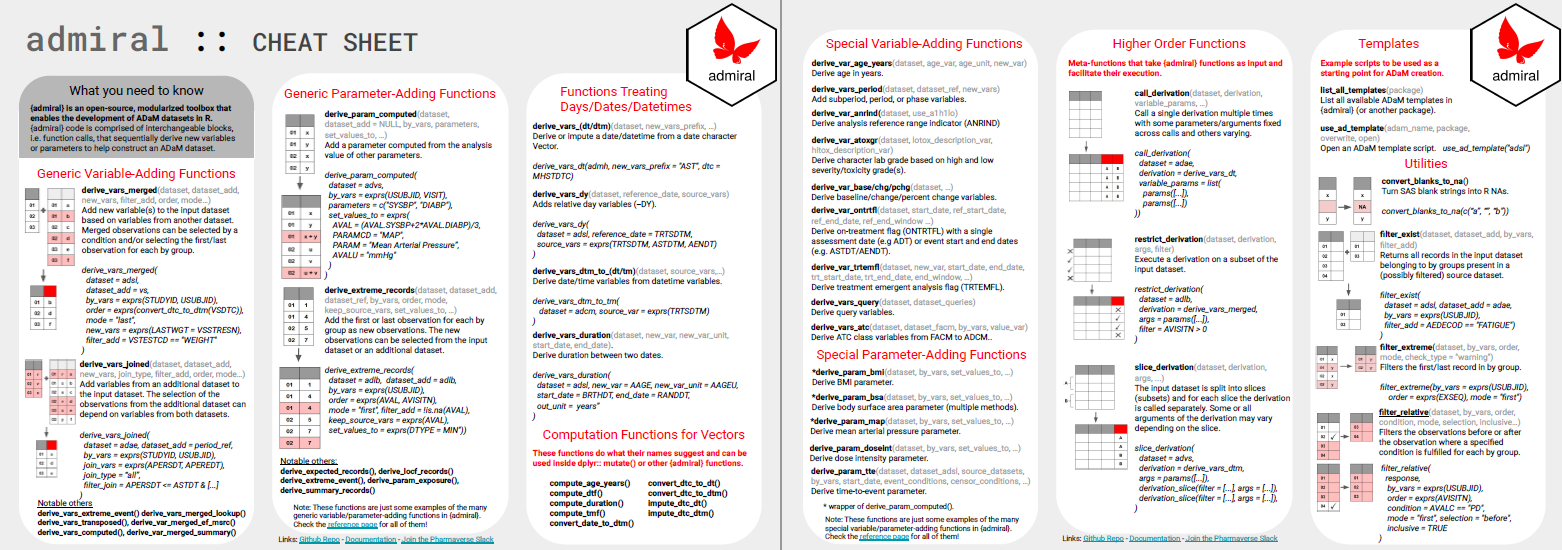 admiral :: CHEAT SHEET
admiral
What you need to know
{admiral} is an open-source, modularized toolbox that
enables the development of ADaM datasets in R.
{admiral} code is comprised of interchangeable blocks,
i.e. function calls, that sequentially derive new variables
or parameters to help construct an ADaM dataset.
Generic Variable-Adding Functions
derive_vars_merged(dataset, dataset_add,
new_vars, filter_add, order, mode...)
Add new variable(s) to the input dataset
based on variables from another dataset.
Merged observations can be selected by a
condition and/or selecting the first/last
observation for each by group.
derive_vars_merged(
dataset = adsl,
dataset_add = vs,
by_vars = exprs(STUDYID, USUBJID),
order = exprs(convert_dtc_to_dtm(VSDTC)),
mode = "last",
new_vars = exprs(LASTWGT = VSSTRESN),
filter_add = VSTESTCD == "WEIGHT"
)
derive_vars_joined(dataset, dataset_add,
new_vars, join_type, filter_add, order, mode...)
Add variables from an additional dataset to
the input dataset. The selection of the
observations from the additional dataset can
depend on variables from both datasets.
derive_vars_joined(
dataset = adae, dataset_add = period_ref,
by_vars = exprs(STUDYID, USUBJID),
join_vars = exprs(APERSDT, APEREDT),
join_type = "all",
filter_join = APERSDT <= ASTDT & [...]
)
Notable others
derive_vars_extreme_event() derive_vars_merged_lookup()
derive_vars_transposed(), derive_var_merged_ef_msrc()
derive_vars_computed(), derive_var_merged_summary()
Generic Parameter-Adding Functions
derive_param_computed(dataset,
dataset_add = NULL, by_vars, parameters,
set_values_to, ...)
Add a parameter computed from the analysis
value of other parameters.
derive_param_computed(
dataset = advs,
by_vars = exprs(USUBJID, VISIT),
parameters = c("SYSBP", "DIABP"),
set_values_to = exprs(
AVAL = (AVAL.SYSBP+2*AVAL.DIABP)/3,
PARAMCD = "MAP",
PARAM = "Mean Arterial Pressure",
AVALU = "mmHg"
)
)
derive_extreme_records(dataset, dataset_add,
dataset_ref, by_vars, order, mode,
keep_source_vars, set_values_to, ...)
Add the first or last observation for each by
group as new observations. The new
observations can be selected from the input
dataset or an additional dataset.
derive_extreme_records(
dataset = adlb, dataset_add = adlb,
by_vars = exprs(USUBJID),
order = exprs(AVAL, AVISITN),
mode = "first", filter_add = !is.na(AVAL),
keep_source_vars = exprs(AVAL),
set_values_to = exprs(DTYPE = MIN"))
)
Notable others:
derive_expected_records(), derive_locf_records()
derive_extreme_event(), derive_param_exposure(),
derive_summary_records()
Note: These functions are just some examples of the many
generic variable/parameter-adding functions in {admiral}.
Check the reference page for all of them!
Links: Github Repo - Documentation - Join the Pharmaverse Slack
Functions Treating
Days/Dates/Datetimes
derive_vars_(dt/dtm)(dataset, new_vars_prefix, ...)
Derive or impute a date/datetime from a date character
Vector.
derive_vars_dt(admh, new_vars_prefix = "AST", dtc =
MHSTDTC)
derive_vars_dy(dataset, reference_date, source_vars)
Adds relative day variables (--DY).
derive_vars_dy(
dataset = adsl, reference_date = TRTSDTM,
source_vars = exprs(TRTSDTM, ASTDTM, AENDT)
)
derive_vars_dtm_to_(dt/tm)(dataset, source_vars,...)
Derive date/time variables from datetime variables.
derive_vars_dtm_to_tm(
dataset = adcm, source_var = exprs(TRTSDTM)
)
derive_vars_duration(dataset, new_var, new_var_unit,
start_date, end_date).
Derive duration between two dates.
derive_vars_duration(
dataset = adsl, new_var = AAGE, new_var_unit = AAGEU,
start_date = BRTHDT, end_date = RANDDT,
out_unit = years"
)
Computation Functions for Vectors
These functions do what their names suggest and can be
used inside dplyr:: mutate() or other {admiral} functions.
compute_age_years() convert_dtc_to_dt()
compute_dtf() convert_dtc_to_dtm()
compute_tmf() impute_dtc_dt()
compute_duration() impute_dtc_dtm()
convert_date_to_dtm()
Special Variable-Adding Functions
derive_var_age_years(dataset, age_var, age_unit, new_var)
Derive age in years.
derive_vars_period(dataset, dataset_ref, new_vars)
Add subperiod, period, or phase variables.
derive_var_anrind(dataset, use_a1hi1lo)
Derive analysis reference range indicator (ANRIND)
derive_var_atoxgr(dataset, lotox_description_var,
hitox_description_var)
Derive character lab grade based on high and low
severity/toxicity grade(s).
derive_var_base/chg/pchg(dataset, ...)
Derive baseline/change/percent change variables.
derive_var_ontrtfl(dataset, start_date, ref_start_date,
ref_end_date, ref_end_window ...)
Derive on-treatment flag (ONTRTFL) with a single
assessment date (e.g ADT) or event start and end dates
(e.g. ASTDT/AENDT).
derive_var_trtemfl(dataset, new_var, start_date, end_date,
trt_start_date, trt_end_date, end_window, ...)
Derive treatment emergent analysis flag (TRTEMFL).
derive_vars_query(dataset, dataset_queries)
Derive query variables.
derive_vars_atc(dataset, dataset_facm, by_vars, value_var)
Derive ATC class variables from FACM to ADCM..
Special Parameter-Adding Functions
*derive_param_bmi(dataset, by_vars, set_values_to, ...)
Derive BMI parameter.
*derive_param_bsa(dataset, by_vars, set_values_to, ...)
Derive body surface area parameter (multiple methods).
*derive_param_map(dataset, by_vars, set_values_to, ...)
Derive mean arterial pressure parameter.
derive_param_doseint(dataset, by_vars, set_values_to, ...)
Derive dose intensity parameter.
derive_param_tte(dataset, dataset_adsl, source_datasets,
by_vars, start_date, event_conditions, censor_conditions, ...)
Derive time-to-event parameter.
* wrapper of derive_param_computed().
Note: These functions are just some examples of the many
special variable/parameter-adding functions in {admiral}.
Check the reference page for all of them!
Higher Order Functions
Meta-functions that take {admiral} functions as input and
facilitate their execution.
call_derivation(dataset, derivation,
variable_params, ...)
Call a single derivation multiple times
with some parameters/arguments fixed
across calls and others varying.
call_derivation(
dataset = adae,
derivation = derive_vars_dt,
variable_params = list(
params([...]),
params([...])
))
restrict_derivation(dataset, derivation,
args, filter)
Execute a derivation on a subset of the
input dataset.
restrict_derivation(
dataset = adlb,
derivation = derive_vars_merged,
args = params([...]),
filter = AVISITN > 0
)
slice_derivation(dataset, derivation,
args, ...)
The input dataset is split into slices
(subsets) and for each slice the derivation
is called separately. Some or all
arguments of the derivation may vary
depending on the slice.
slice_derivation(
dataset = advs,
derivation = derive_vars_dtm,
args = params([...]),
derivation_slice(filter = [...], args = [...]),
derivation_slice(filter = [...], args = [...]),
)
Links: Github Repo - Documentation - Join the Pharmaverse Slack
Templates
admiral
Example scripts to be used as a
starting point for ADaM creation.
list_all_templates(package)
List all available ADaM templates in
{admiral} (or another package).
use_ad_template(adam_name, package,
overwrite, open)
Open an ADaM template script. use_ad_template("adsl")
Utilities
convert_blanks_to_na()
Turn SAS blank strings into R NAs.
convert_blanks_to_na(c("a", "", "b"))
filter_exist(dataset, dataset_add, by_vars,
filter_add)
Returns all records in the input dataset
belonging to by groups present in a
(possibly filtered) source dataset.
filter_exist(
dataset = adsl, dataset_add = adae,
by_vars = exprs(USUBJID),
filter_add = AEDECOD == "FATIGUE")
)
filter_extreme(dataset, by_vars, order,
mode, check_type = "warning")
Filters the first/last record in by group.
filter_extreme(by_vars = exprs(USUBJID),
order = exprs(EXSEQ), mode = "first")
filter_relative(dataset, by_vars, order,
condition, mode, selection, inclusive...)
Filters the observations before or after
the observation where a specified
condition is fulfilled for each by group.
filter_relative(
response,
by_vars = exprs(USUBJID),
order = exprs(AVISITN),
condition = AVALC == "PD",
mode = "first", selection = "before",
inclusive = TRUE
)